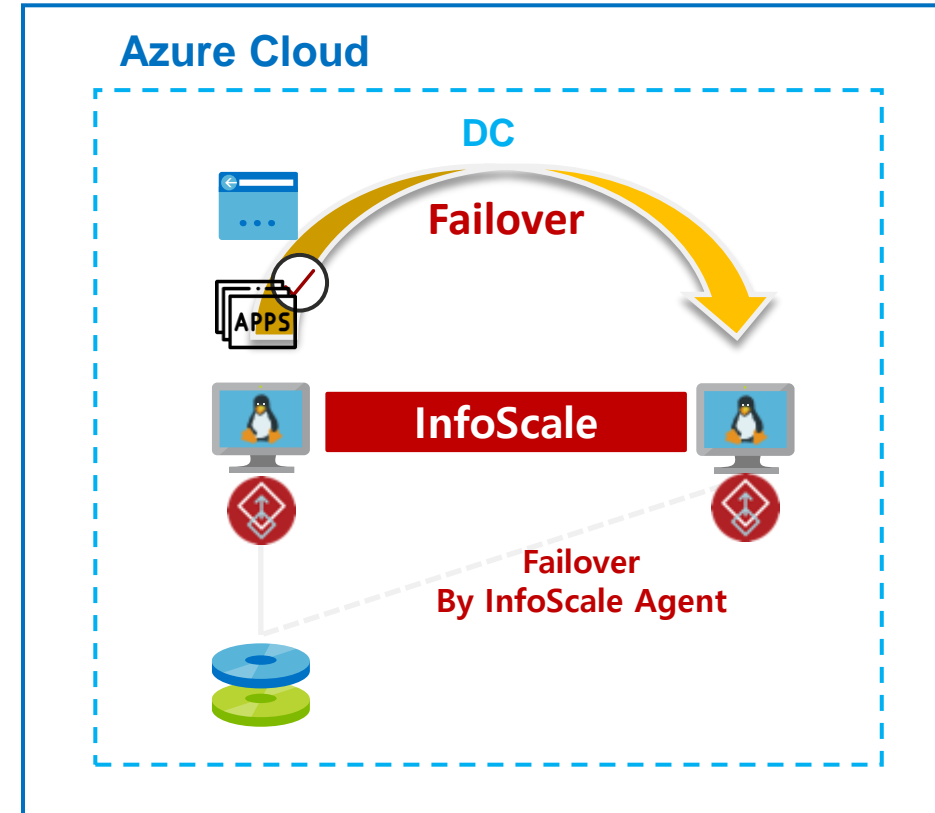 Azure Cloud
DC
Failover
APPS
InfoScale
Failover
By InfoScale Agent